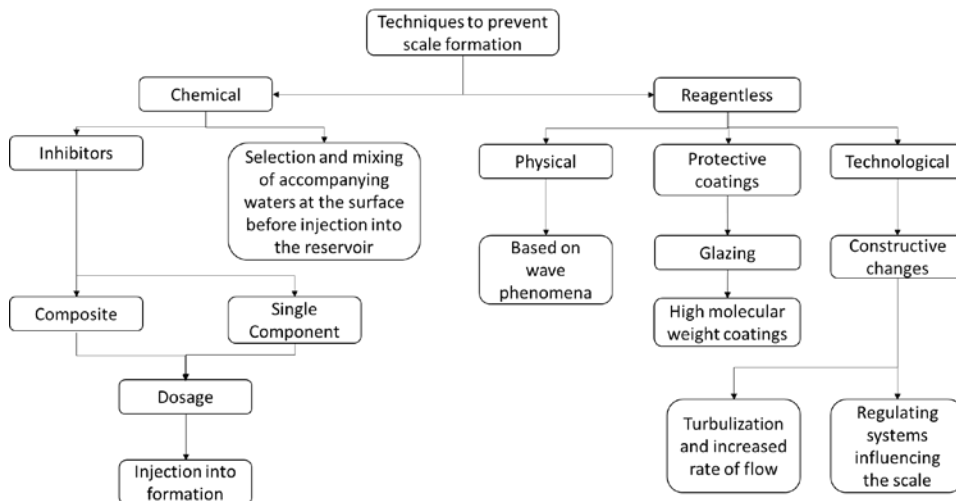 Techniques to prevent
scale formation
Chemical
Reagentless
Inhibitors
Selection and mixing
of accompanying
waters at the surface
before injection into
the reservoir
Physical
Protective
coatings
Technological
Based on
wave
phenomena
Glazing
Constructive
changes
Composite
Single
Component
High molecular
weight coatings
Dosage
Turbulization
and increased
rate of flow
Regulating
systems
influencing
the scale
Injection into
formation